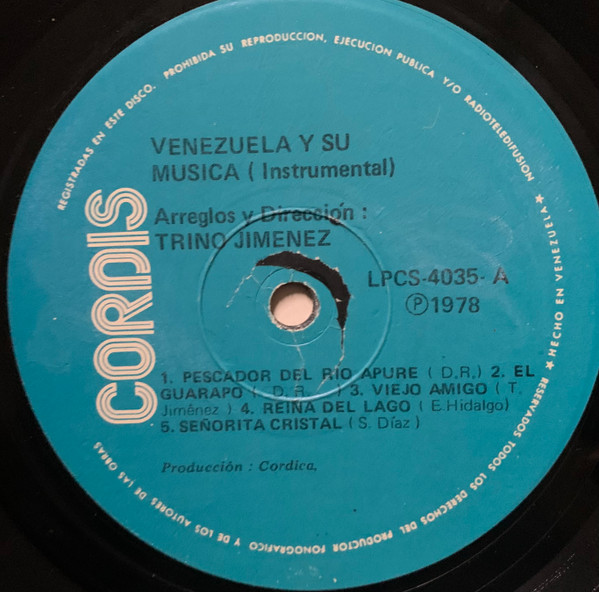 REGISTRADAS EN ESTE DISCO. PROHIBIDA SU REPRODUCCION, EJECUCION PUBLICA Y/O RADIOTELEDIFUSION ★ HECHO EN VENEZUELA ★ RESERVADOS TODOS LOS DERECHOS DEL PRODUCTOR FONOGRAFICO Y DE LOS AUTORES DE LAS OBRAS
CORDIS
VENEZUELA Y SU
MUSICA ( Instrumental)
Arreglos y Dirección :
TRINO JIMENEZ
LPCS-4035- A
Ⓟ1978
1. PESCADOR DEL RIO APURE ( D.R.) 2. EL
GUARAPO ( D.R. ) 3. VIEJO AMIGO ( T.
Jiménez ) 4. REINA DEL LAGO ( E. Hidalgo)
5. SEÑORITA CRISTAL ( S. Díaz )
Producción : Cordica,